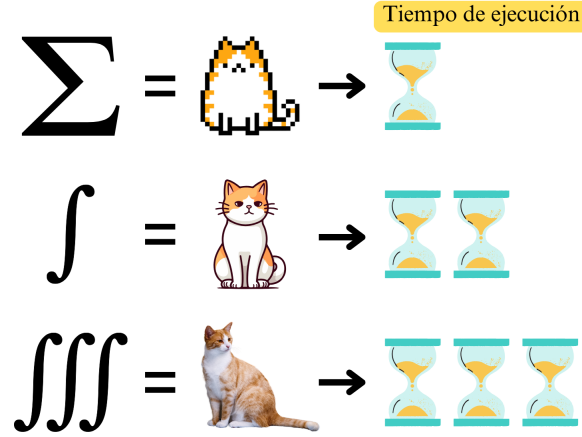 Tiempo de ejecución
∑ = →
∫ = →
∫∫∫ = →